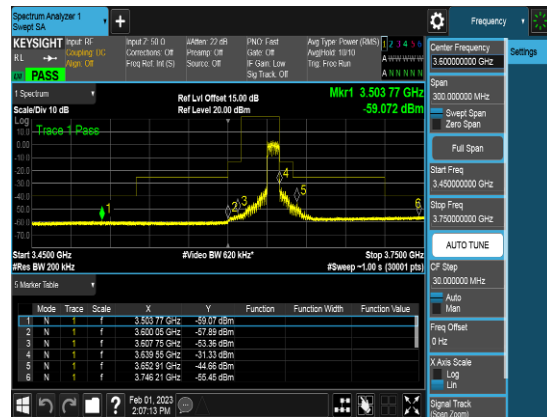 Spectrum Analyzer 1
Swept SA
+
Frequency
KEYSIGHT
Input: RF
Coupling: DC
Align: Off
Input Z: 50 Ω
Corrections: Off
Freq Ref: Int (S)
#Atten: 22 dB
Preamp: Off
Source: Off
PNO: Fast
Gate: Off
IF Gain: Low
Sig Track: Off
Avg Type: Power (RMS)
Avg|Hold: 10/10
Trig: Free Run
1 2 3 4 5 6
A W W W W W
A N N N N N
R L
PASS
1 Spectrum
Scale/Div 10 dB
Ref Lvl Offset 15.00 dB
Ref Level 20.00 dBm
Mkr1 3.503 77 GHz
-59.072 dBm
Log
Trace 1 Pass
10.0
0.00
-10.0
-20.0
-30.0
-40.0
-50.0
-60.0
-70.0
1
2
3
4
5
6
Start 3.4500 GHz
#Res BW 200 kHz
#Video BW 620 kHz*
Stop 3.7500 GHz
#Sweep ~1.00 s (30001 pts)
5 Marker Table
Mode Trace Scale X Y Function Function Width Function Value
1 N 1 f 3.503 77 GHz -59.07 dBm
2 N 1 f 3.600 05 GHz -57.89 dBm
3 N 1 f 3.607 75 GHz -53.36 dBm
4 N 1 f 3.639 55 GHz -31.33 dBm
5 N 1 f 3.652 91 GHz -44.66 dBm
6 N 1 f 3.746 21 GHz -55.45 dBm
Feb 01, 2023
2:07:13 PM
?
Center Frequency
3.600000000 GHz
Settings
Span
300.000000 MHz
Swept Span
Zero Span
Full Span
Start Freq
3.450000000 GHz
Stop Freq
3.750000000 GHz
AUTO TUNE
CF Step
30.000000 MHz
Auto
Man
Freq Offset
0 Hz
X Axis Scale
Log
Lin
Signal Track
(Span Zoom)